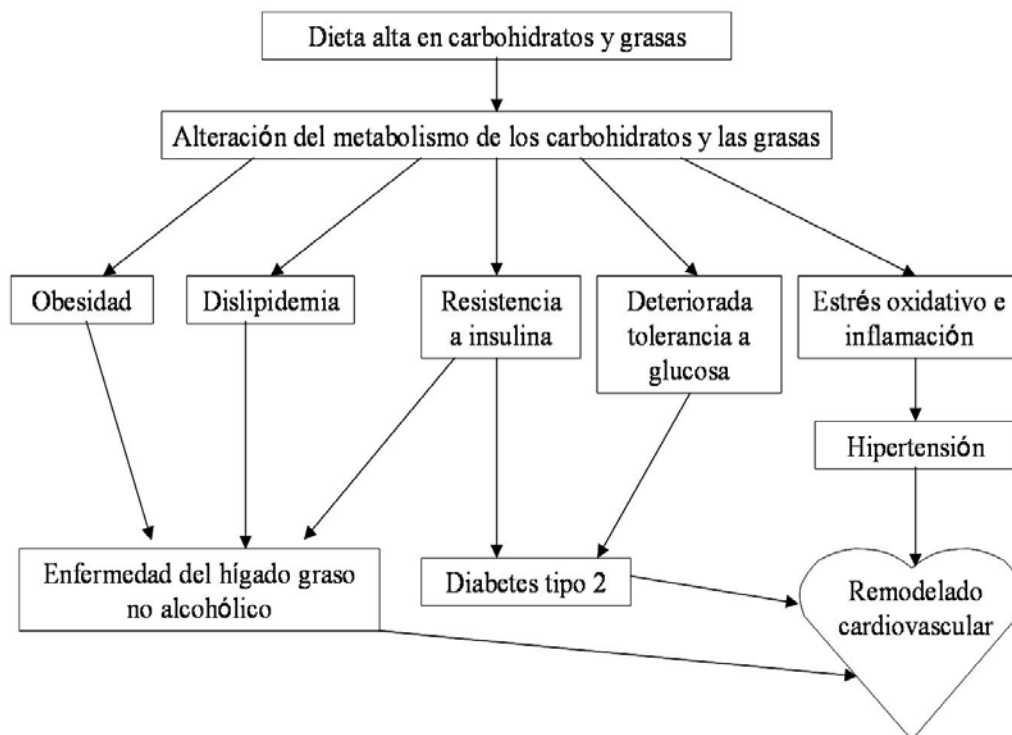 Dieta alta en carbohidratos y grasas
Alteración del metabolismo de los carbohidratos y las grasas
Obesidad
Dislipidemia
Resistencia
a insulina
Deteriorada
tolerancia a
glucosa
Estrés oxidativo e
inflamación
Hipertensión
Enfermedad del hígado graso
no alcohólico
Diabetes tipo 2
Remodelado
cardiovascular